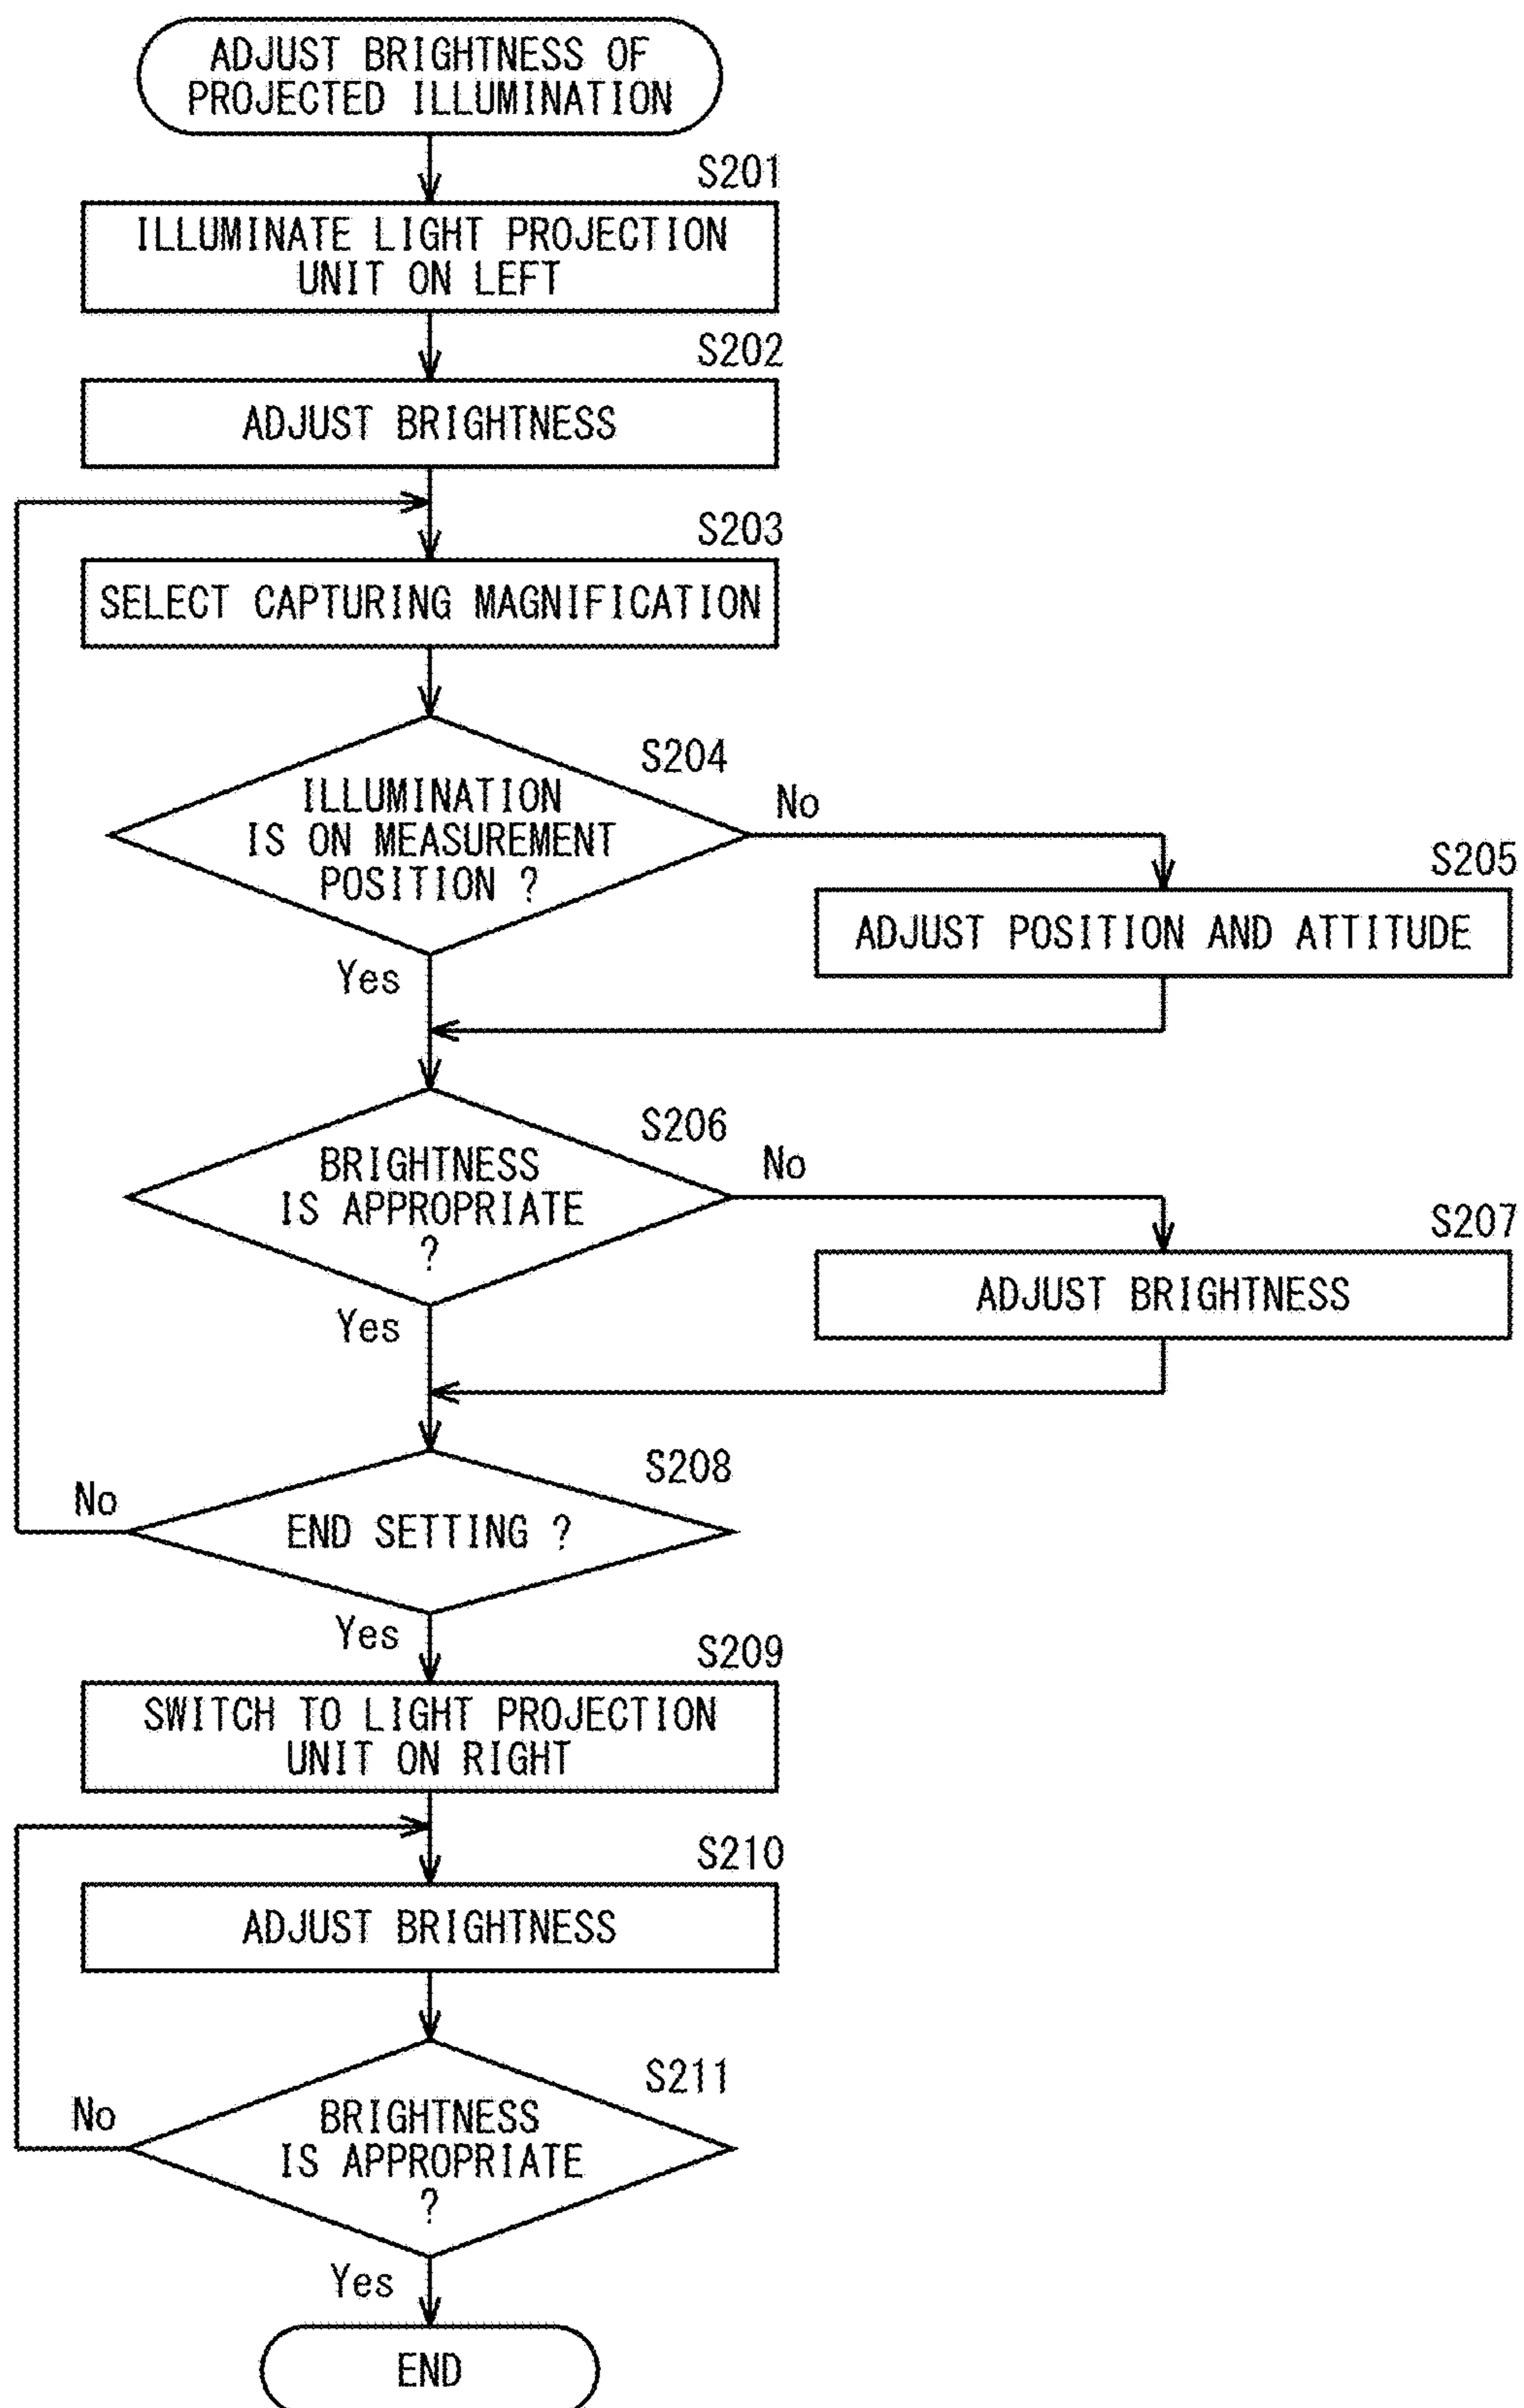 ADJUST BRIGHTNESS OF
PROJECTED ILLUMINATION
S201
ILLUMINATE LIGHT PROJECTION
UNIT ON LEFT
S202
ADJUST BRIGHTNESS
S203
SELECT CAPTURING MAGNIFICATION
S204
ILLUMINATION
IS ON MEASUREMENT
POSITION ?
No
Yes
S205
ADJUST POSITION AND ATTITUDE
S206
BRIGHTNESS
IS APPROPRIATE
?
No
Yes
S207
ADJUST BRIGHTNESS
S208
END SETTING ?
No
Yes
S209
SWITCH TO LIGHT PROJECTION
UNIT ON RIGHT
S210
ADJUST BRIGHTNESS
S211
BRIGHTNESS
IS APPROPRIATE
?
No
Yes
END